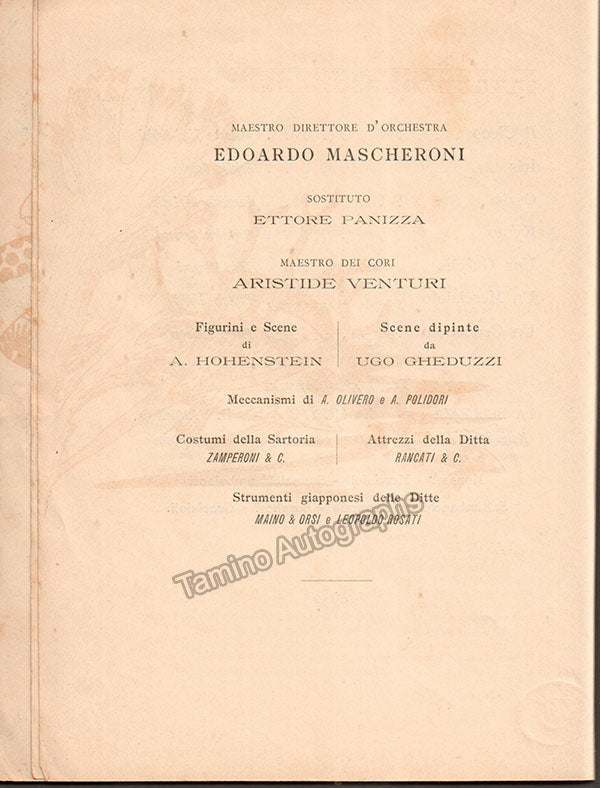 MAESTRO DIRETTORE D'ORCHESTRA
EDOARDO MASCHERONI
SOSTITUTO
ETTORE PANIZZA
MAESTRO DEI CORI
ARISTIDE VENTURI
Figurini e Scene
di
A. HOHENSTEIN
Scene dipinte
da
UGO GHEDUZZI
Meccanismi di A. OLIVERO e A. POLIDORI
Costumi della Sartoria
ZAMPERONI & C.
Attrezzi della Ditta
RANCATI & C.
Strumenti giapponesi delle Ditte
MAINO & ORSI e LEOPOLDO ROSATI
Tamino Autographs